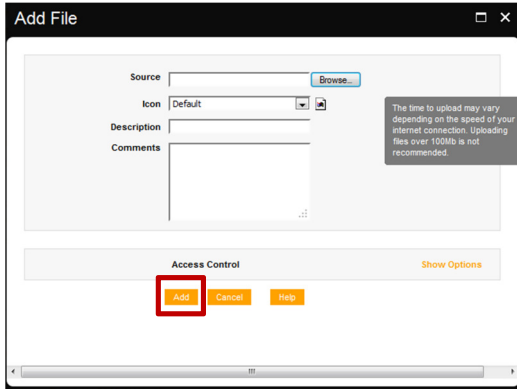 Add File
Source
Browse...
Icon Default
Description
The time to upload may vary
depending on the speed of your
internet connection. Uploading
files over 100Mb is not
recommended.
Comments
Access Control Show Options
Add Cancel Help